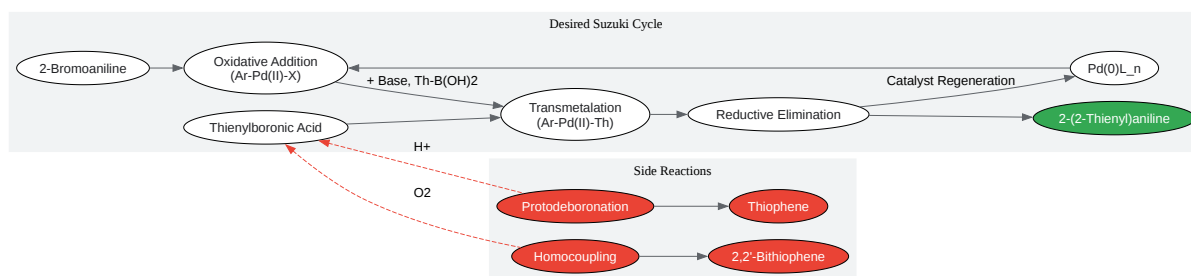 Desired Suzuki Cycle
2-Bromoaniline
Oxidative Addition
(Ar-Pd(II)-X)
+ Base, Th-B(OH)2
Thienylboronic Acid
Transmetalation
(Ar-Pd(II)-Th)
Reductive Elimination
Catalyst Regeneration
Pd(0)L_n
2-(2-Thienyl)aniline
H+
O2
Side Reactions
Protodeboronation
Thiophene
Homocoupling
2,2'-Bithiophene